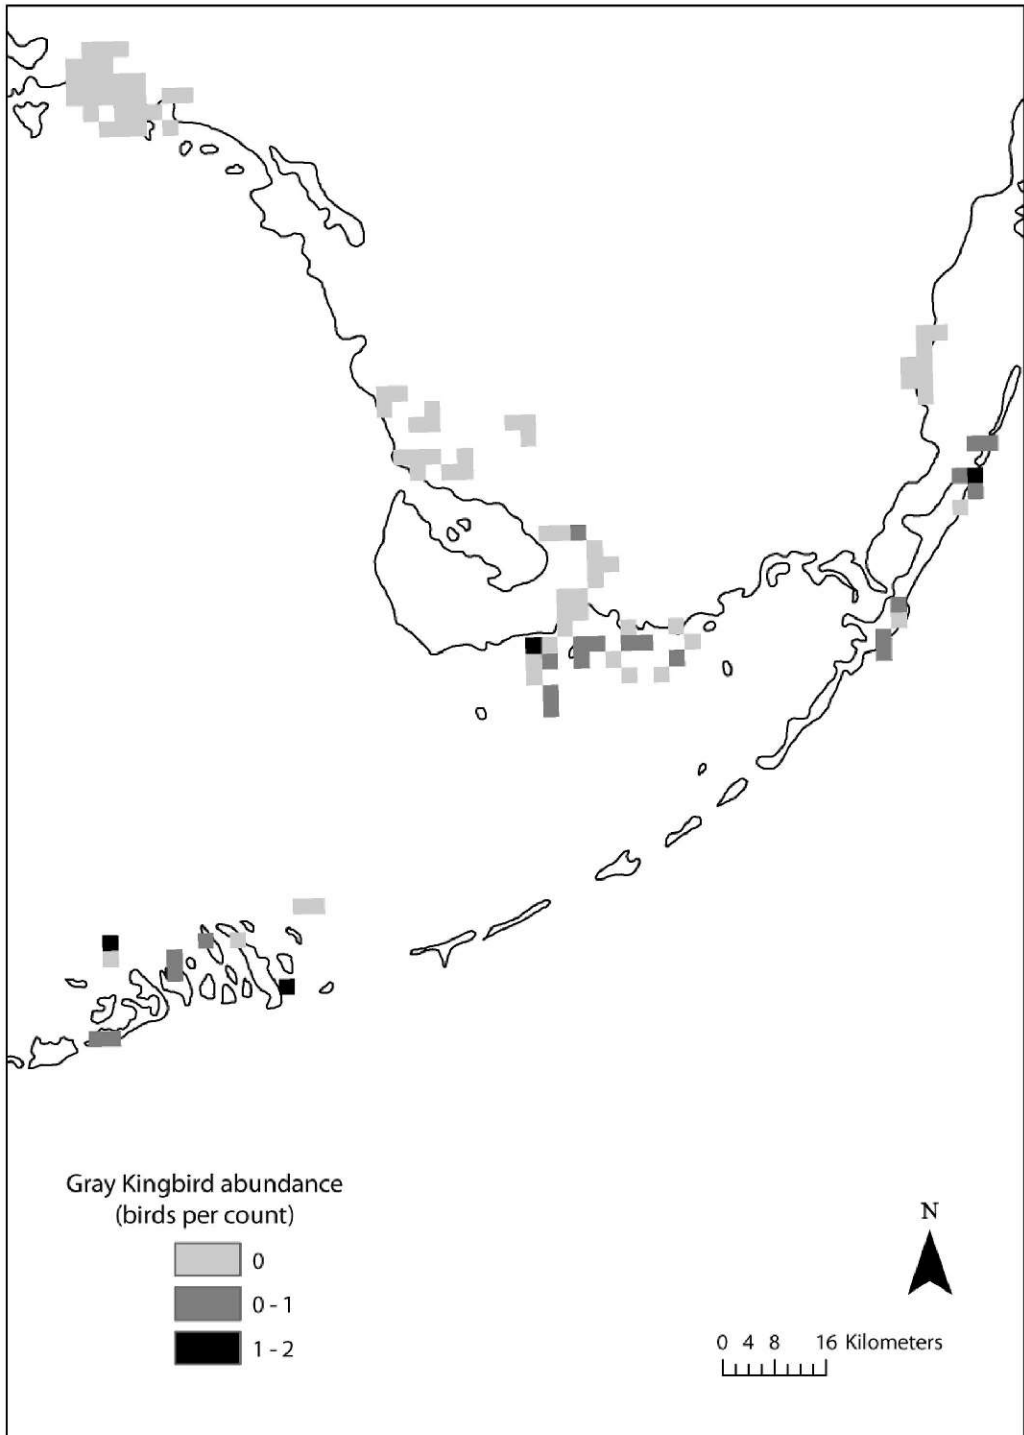 Gray Kingbird abundance
(birds per count)
0
0 - 1
1 - 2
N
0 4 8 16 Kilometers